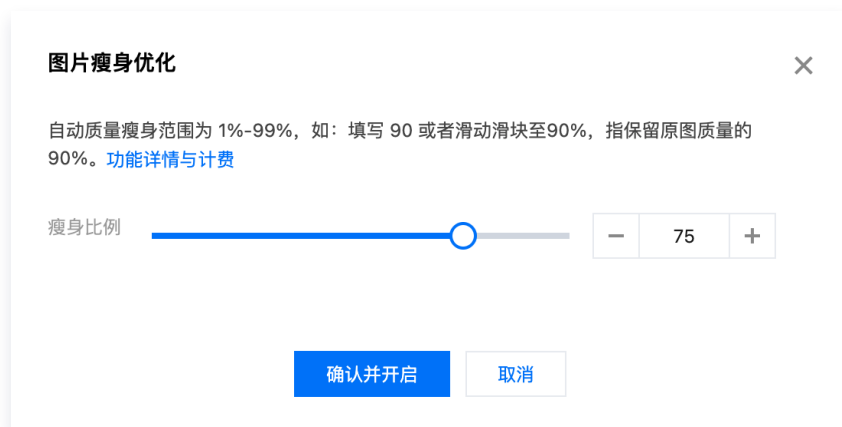 图片瘦身优化
自动质量瘦身范围为 1%-99%，如：填写 90 或者滑动滑块至90%，指保留原图质量的
90%。功能详情与计费
瘦身比例
75
确认并开启
取消